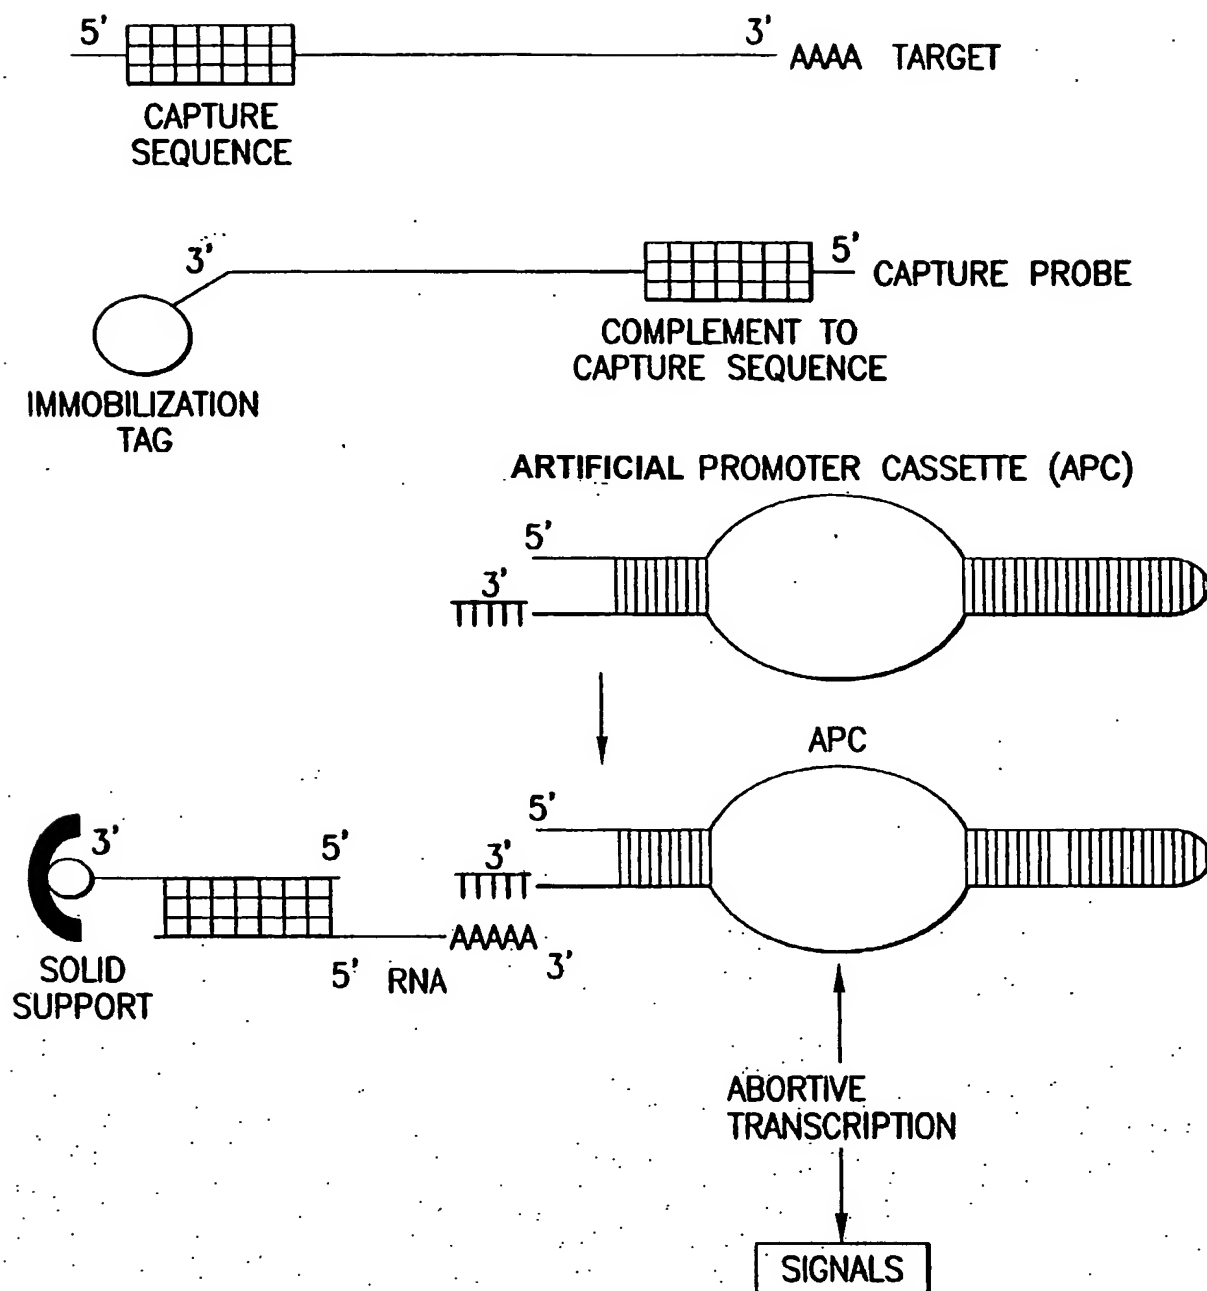 5' 3'
AAAA TARGET
CAPTURE
SEQUENCE
3' 5'
CAPTURE PROBE
COMPLEMENT TO
CAPTURE SEQUENCE
IMMOBILIZATION
TAG
ARTIFICIAL PROMOTER CASSETTE (APC)
5'
3'
TTTTT
APC
5'
3' 5' 3'
TTTTT
AAAAA
3'
5' RNA
SOLID
SUPPORT
ABORTIVE
TRANSCRIPTION
SIGNALS